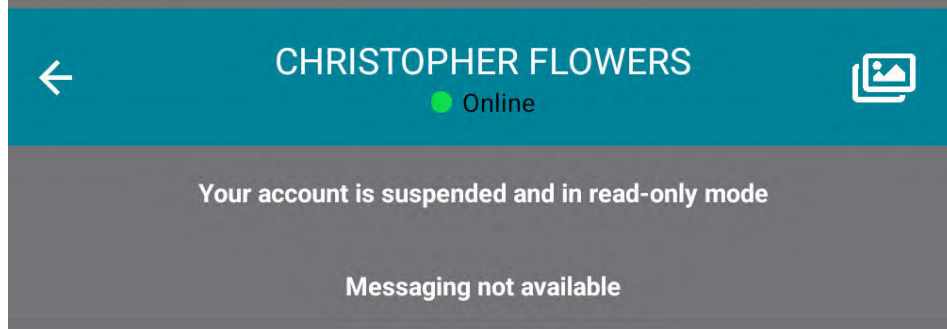 CHRISTOPHER FLOWERS
Online
Your account is suspended and in read-only mode
Messaging not available